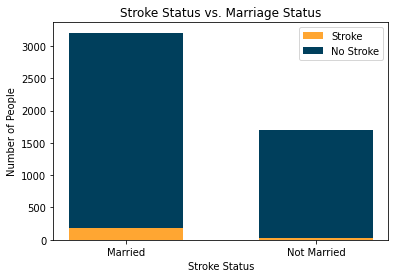 Stroke Status vs. Marriage Status
Stroke
No Stroke
Number of People
3000
2500
2000
1500
1000
500
0
Married
Not Married
Stroke Status